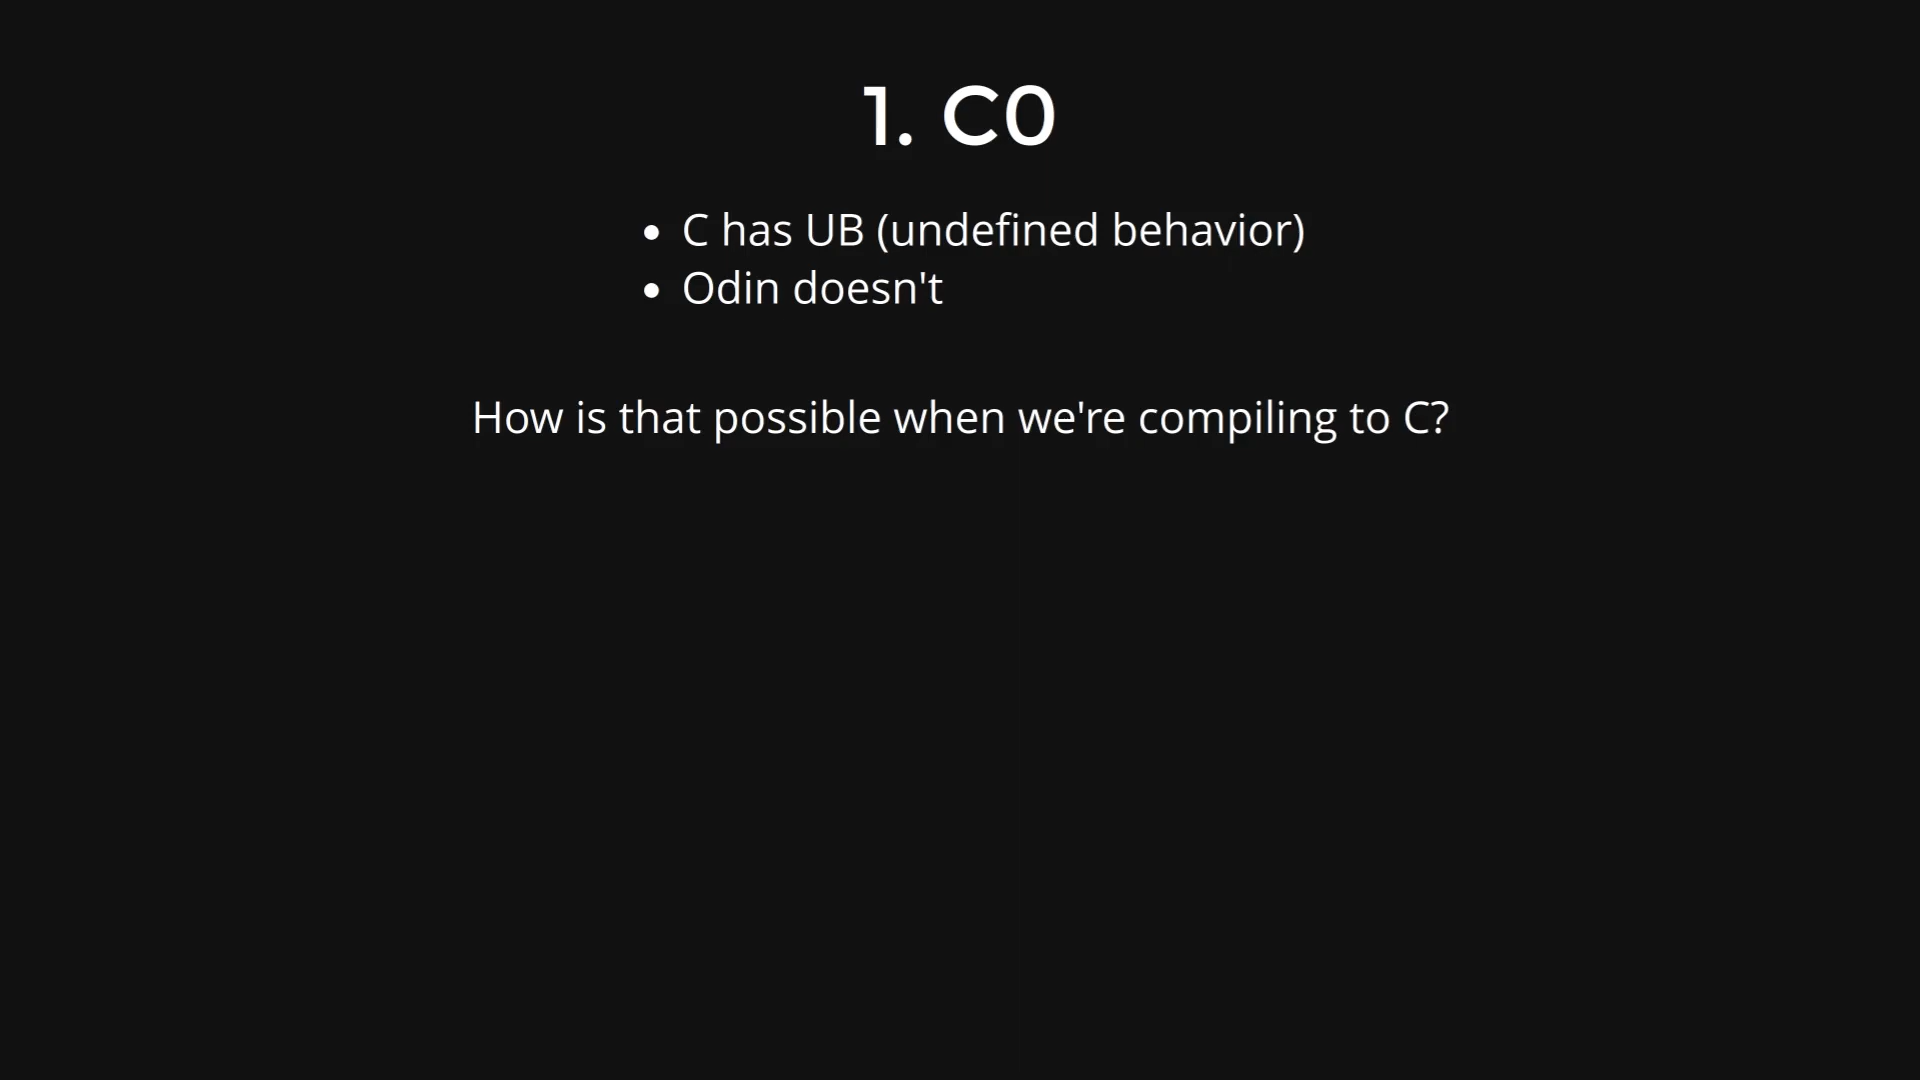 1. C0
• C has UB (undefined behavior)
• Odin doesn't
How is that possible when we're compiling to C?